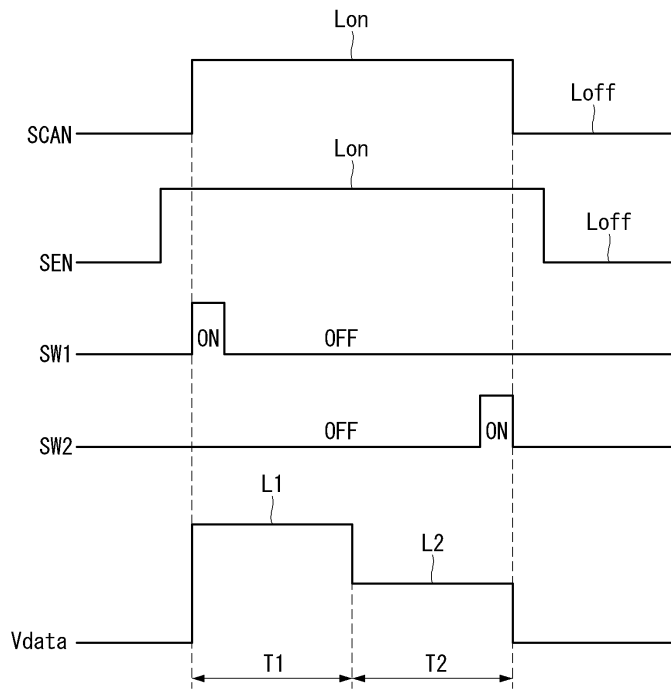 Lon
Loff
SCAN
Lon
Loff
SEN
ON
OFF
SW1
OFF
ON
SW2
L1
L2
Vdata
T1
T2